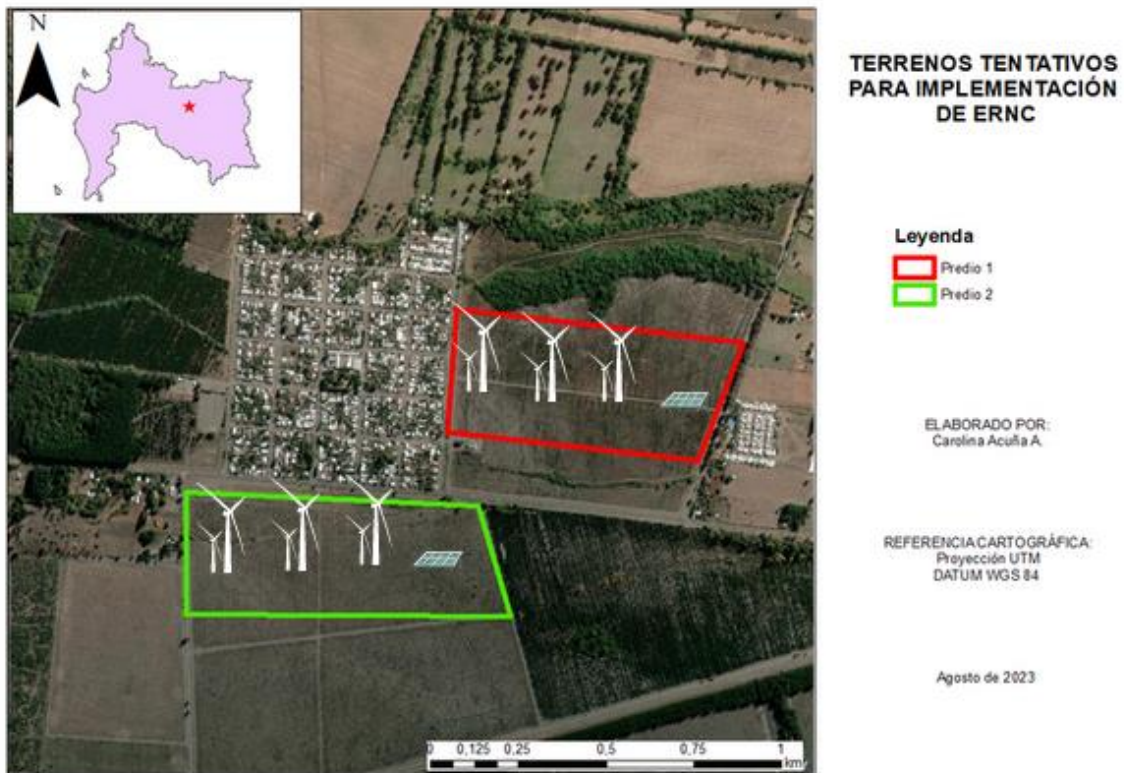 N
TERRENOS TENTATIVOS
PARA IMPLEMENTACIÓN
DE ERNC
Leyenda
Predio 1
Predio 2
ELABORADO POR:
Carolina Acuña A.
REFERENCIA CARTOGRÁFICA:
Proyección UTM
DATUM WGS 84
Agosto de 2023
0 0,125 0,25 0,5 0,75 1
km